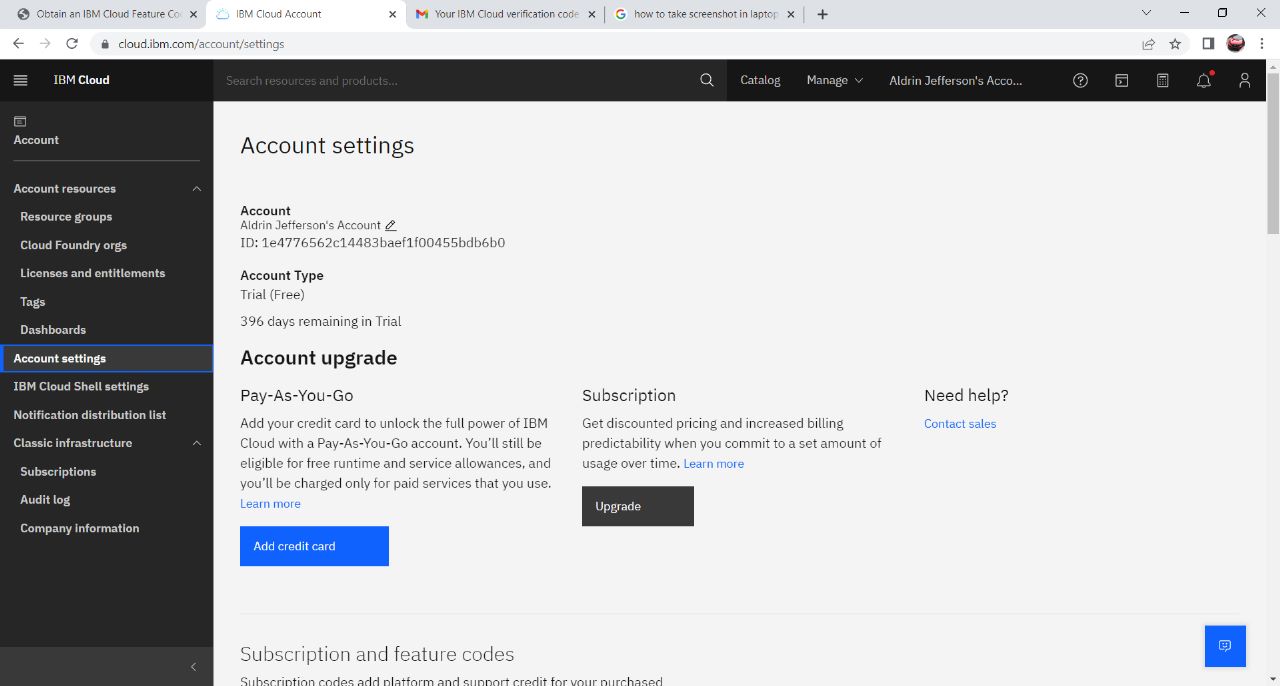 Obtain an IBM Cloud Feature Co
IBM Cloud Account
Your IBM Cloud verification code
how to take screenshot in laptop
cloud.ibm.com/account/settings
IBM Cloud
Search resources and products...
Catalog
Manage
Aldrin Jefferson's Acco...
Account
Account resources
Resource groups
Cloud Foundry orgs
Licenses and entitlements
Tags
Dashboards
Account settings
IBM Cloud Shell settings
Notification distribution list
Classic infrastructure
Subscriptions
Audit log
Company information
Account settings
Account
Aldrin Jefferson's Account
ID: 1e4776562c14483baef1f00455bdb6b0
Account Type
Trial (Free)
396 days remaining in Trial
Account upgrade
Pay-As-You-Go
Add your credit card to unlock the full power of IBM
Cloud with a Pay-As-You-Go account. You’ll still be
eligible for free runtime and service allowances, and
you’ll be charged only for paid services that you use.
Learn more
Add credit card
Subscription
Get discounted pricing and increased billing
predictability when you commit to a set amount of
usage over time. Learn more
Upgrade
Need help?
Contact sales
Subscription and feature codes
Subscription codes add platform and support credit for your purchased